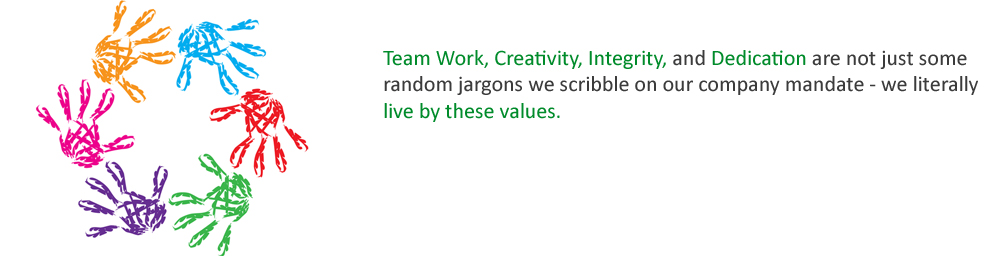 Team Work, Creativity, Integrity, and Dedication are not just some
random jargons we scribble on our company mandate - we literally
live by these values.